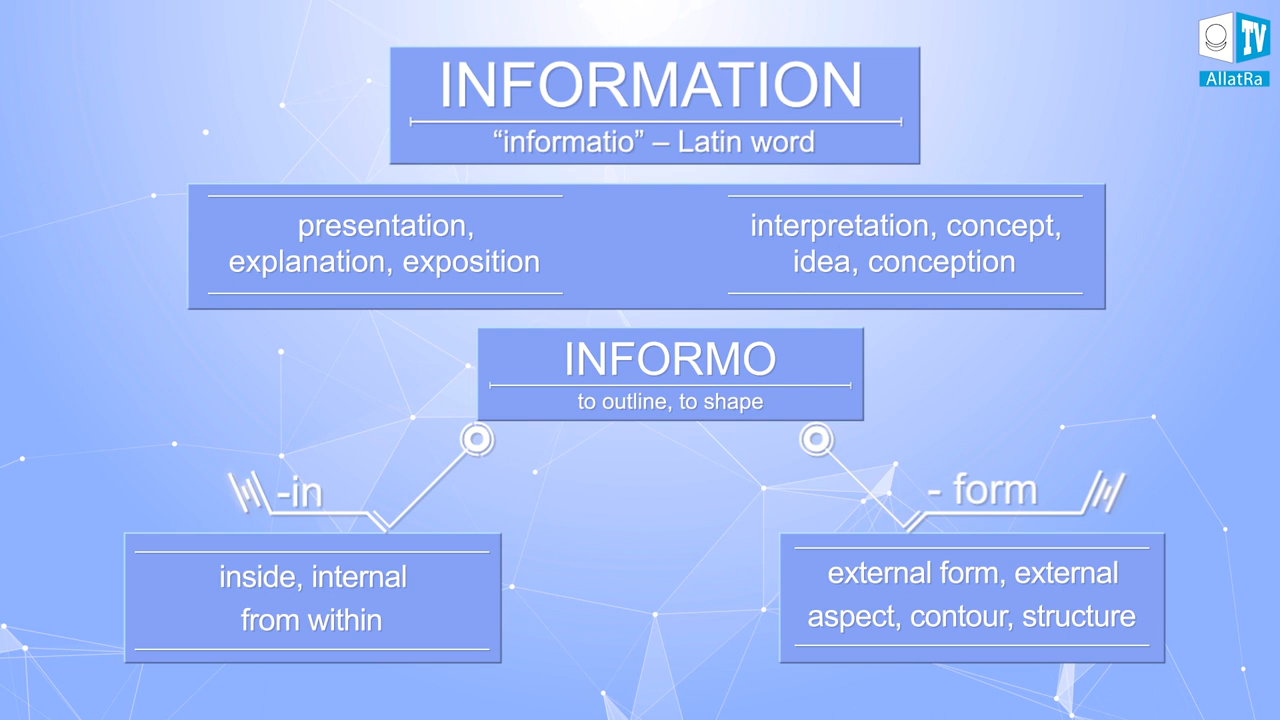 INFORMATION
“informatio” – Latin word
presentation,
explanation, exposition
interpretation, concept,
idea, conception
INFORMO
to outline, to shape
-in
- form
inside, internal
from within
external form, external
aspect, contour, structure
TV
AllatRa